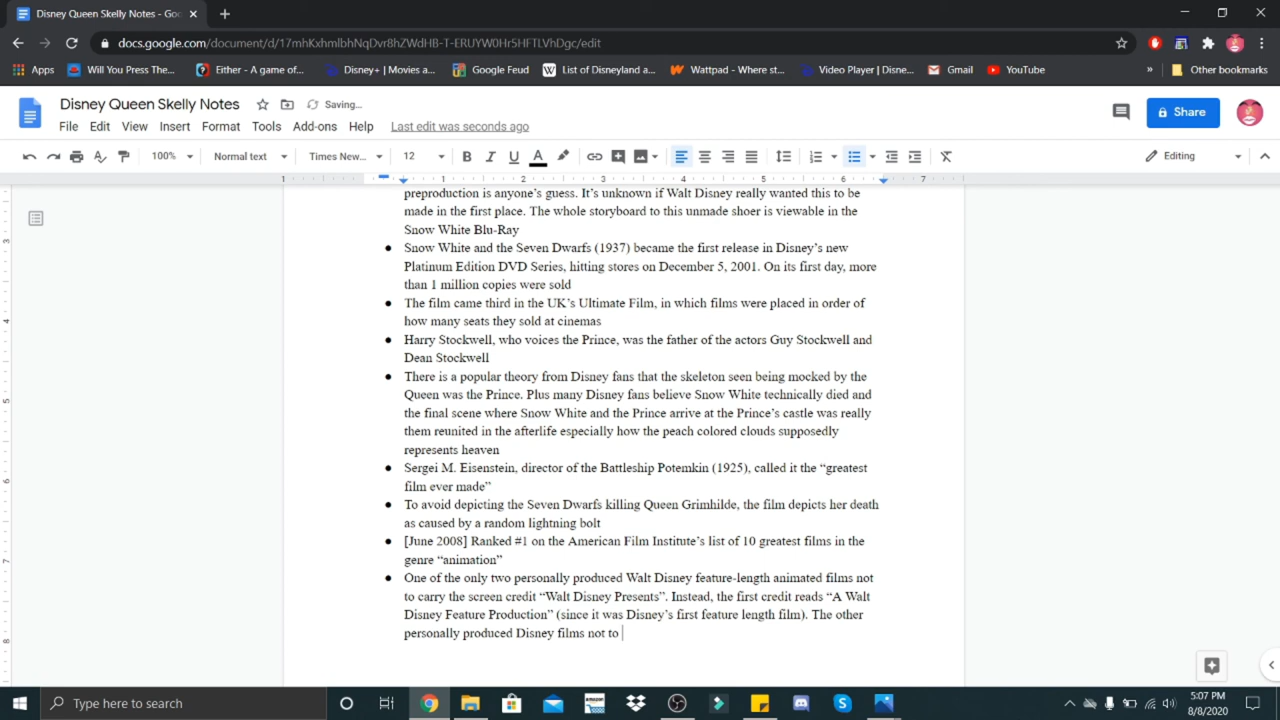 Disney Queen Skelly Notes - Goo
docs.google.com/document/d/17mhKxhmlbhNqDvr8hZWdHB-T-ERUYW0Hr5HFTLVhDgc/edit
Apps Will You Press The... Either - A game of... Disney+ | Movies a... Google Feud List of Disneyland a... Wattpad - Where st... Video Player | Disne... Gmail YouTube » Other bookmarks
Disney Queen Skelly Notes Saving...
File Edit View Insert Format Tools Add-ons Help Last edit was seconds ago
Share
100% Normal text Times New... 12 Editing
1 1 2 3 4 5 6 7
preproduction is anyone's guess. It's unknown if Walt Disney really wanted this to be
made in the first place. The whole storyboard to this unmade shoer is viewable in the
Snow White Blu-Ray
● Snow White and the Seven Dwarfs (1937) became the first release in Disney's new
Platinum Edition DVD Series, hitting stores on December 5, 2001. On its first day, more
than 1 million copies were sold
● The film came third in the UK's Ultimate Film, in which films were placed in order of
how many seats they sold at cinemas
● Harry Stockwell, who voices the Prince, was the father of the actors Guy Stockwell and
Dean Stockwell
● There is a popular theory from Disney fans that the skeleton seen being mocked by the
Queen was the Prince. Plus many Disney fans believe Snow White technically died and
the final scene where Snow White and the Prince arrive at the Prince's castle was really
them reunited in the afterlife especially how the peach colored clouds supposedly
represents heaven
● Sergei M. Eisenstein, director of the Battleship Potemkin (1925), called it the “greatest
film ever made”
● To avoid depicting the Seven Dwarfs killing Queen Grimhilde, the film depicts her death
as caused by a random lightning bolt
● [June 2008] Ranked #1 on the American Film Institute's list of 10 greatest films in the
genre “animation”
● One of the only two personally produced Walt Disney feature-length animated films not
to carry the screen credit “Walt Disney Presents”. Instead, the first credit reads “A Walt
Disney Feature Production” (since it was Disney's first feature length film). The other
personally produced Disney films not to
3
4
5
6
7
8
Type here to search
amazon
5:07 PM
8/8/2020